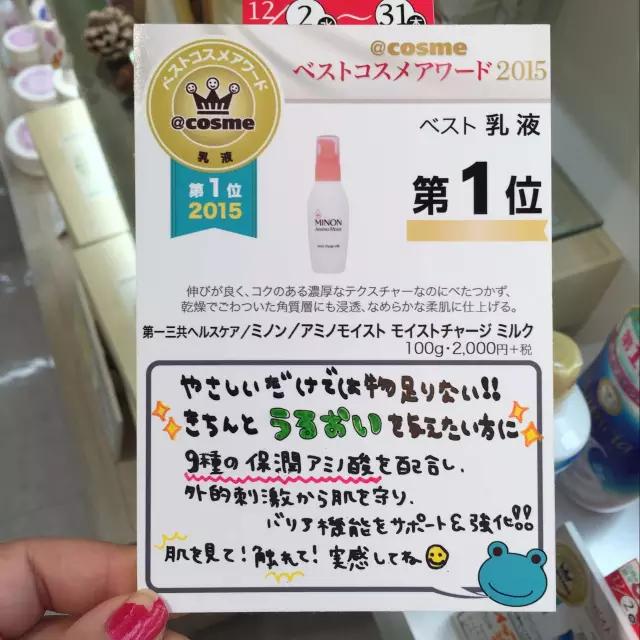 12/2(水)〜31(木)
@cosme
ベストコスメアワード2015
ベストコスメアワード
@cosme
乳液
第1位
2015
ベスト 乳液
第1位
MINON
Amino Moist
伸びが良く、コクのある濃厚なテクスチャーなのにべたつかず、
乾燥でごわついた角質層にも浸透、なめらかな柔肌に仕上げる。
第一三共ヘルスケア/ミノン/アミノモイスト モイストチャージ ミルク
100g・2,000円+税
やさしいだけでは物足りない!!
きちんとうるおいを与えたい方に
9種の保潤アミノ酸を配合し、
外的刺激から肌を守り、
バリア機能をサポート&強化!!
肌を見て!触れて!実感してね